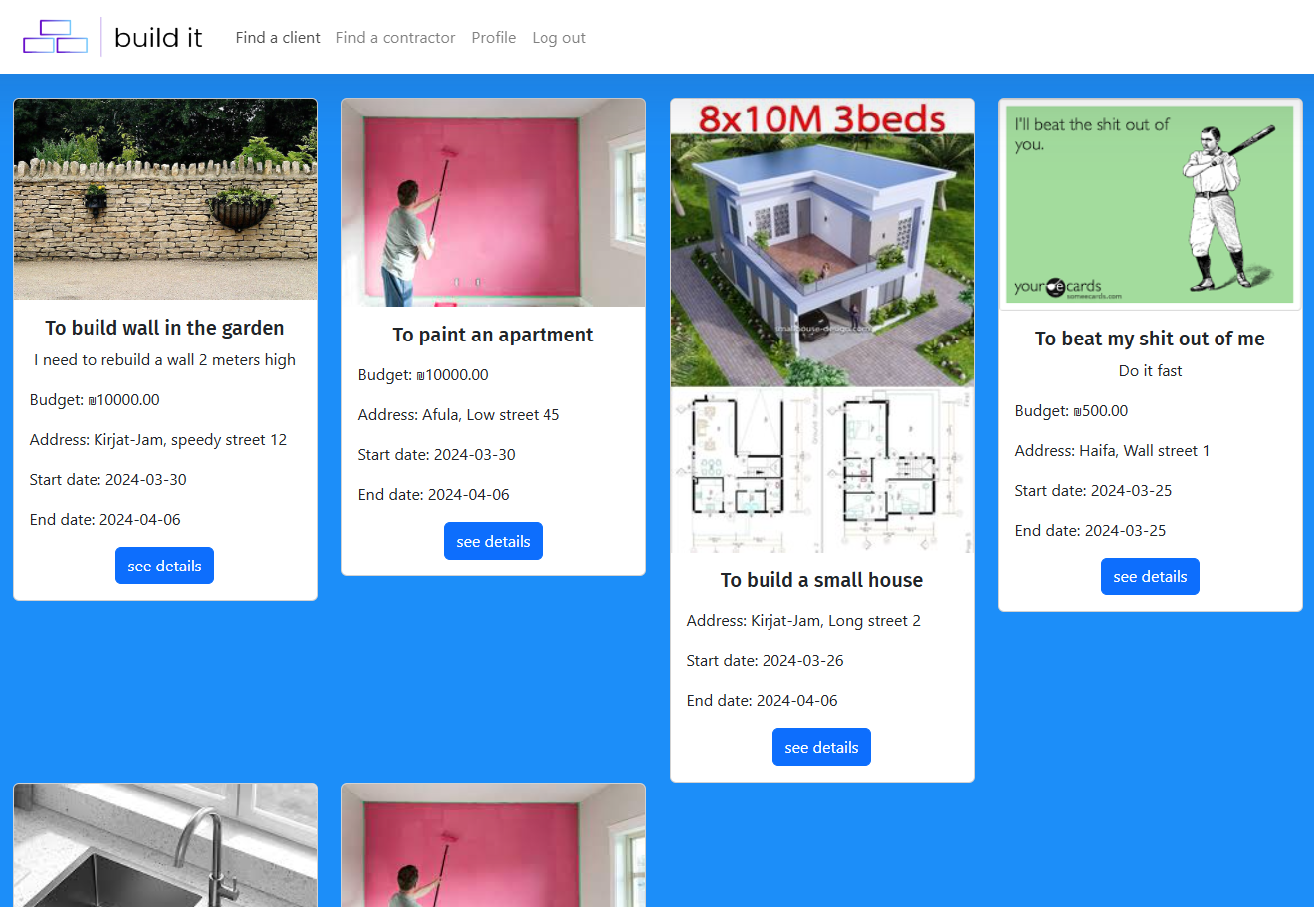 build it
Find a client
Find a contractor
Profile
Log out
To build wall in the garden
I need to rebuild a wall 2 meters high
Budget: ₪10000.00
Address: Kirjat-Jam, speedy street 12
Start date: 2024-03-30
End date: 2024-04-06
see details
To paint an apartment
Budget: ₪10000.00
Address: Afula, Low street 45
Start date: 2024-03-30
End date: 2024-04-06
see details
8x10M 3beds
smallhouse-design.com
To build a small house
Address: Kirjat-Jam, Long street 2
Start date: 2024-03-26
End date: 2024-04-06
see details
I'll beat the shit out of
you.
your e cards
someecards.com
To beat my shit out of me
Do it fast
Budget: ₪500.00
Address: Haifa, Wall street 1
Start date: 2024-03-25
End date: 2024-03-25
see details